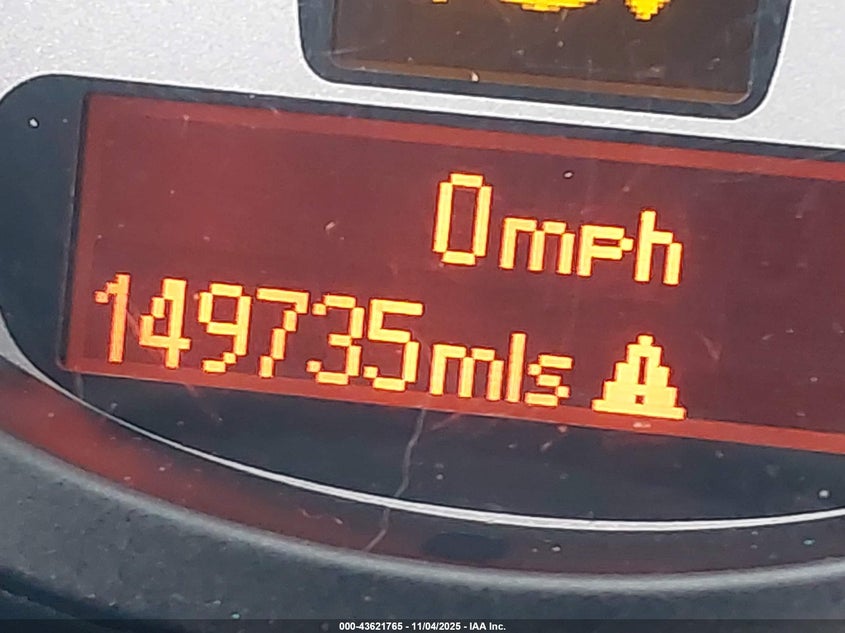 0mph
149735mls
000-43621765 - 11/04/2025 - IAA Inc.